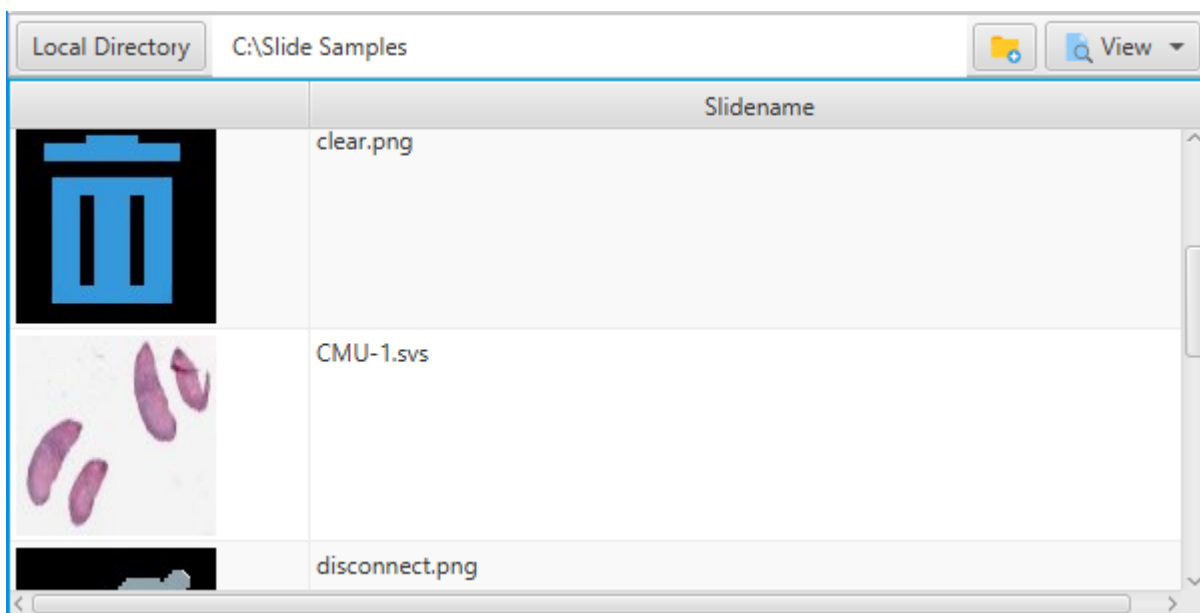 Local Directory C:\Slide Samples View
Slidename
clear.png
CMU-1.svs
disconnect.png